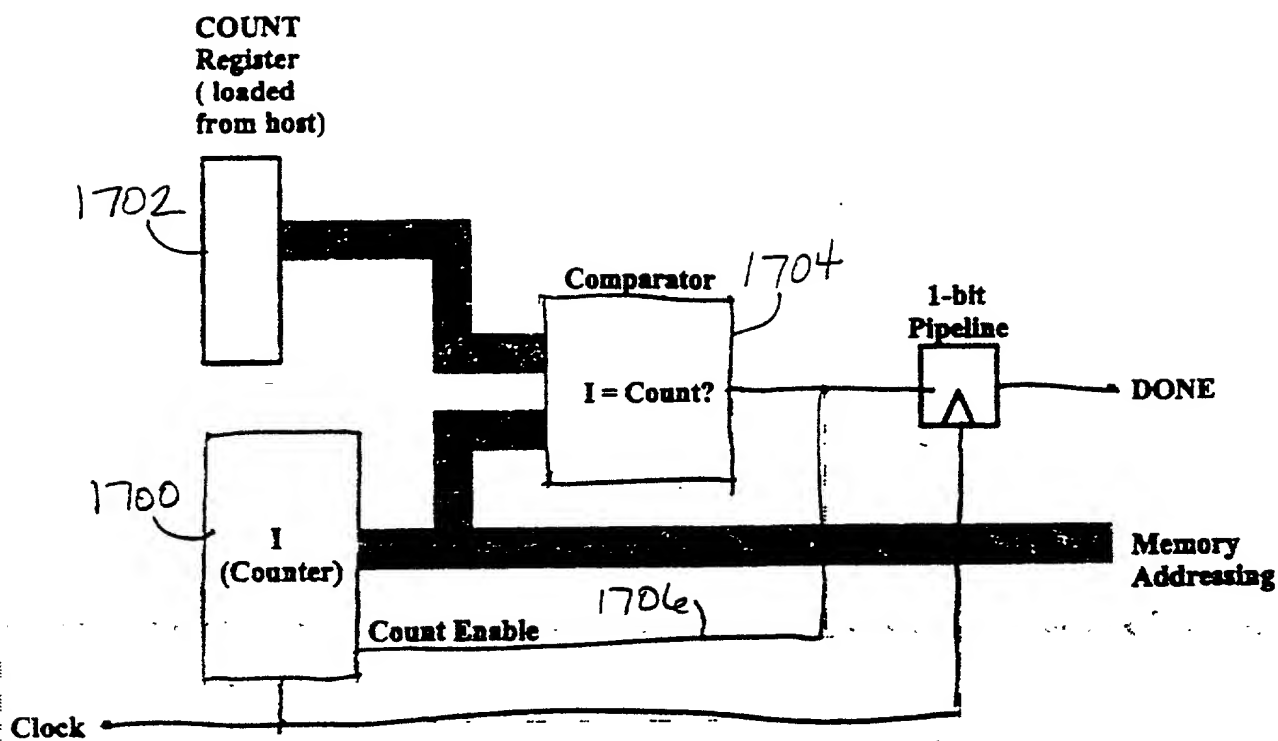 COUNT
Register
( loaded
from host)
1702
Comparator
1704
1-bit
Pipeline
I = Count?
DONE
1700
I
(Counter)
Memory
Addressing
1706
Count Enable
Clock